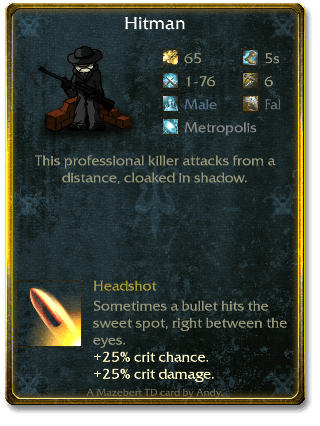 Hitman
65 5s
1-76 6
Male Fal
Metropolis
This professional killer attacks from a
distance, cloaked in shadow.
Headshot
Sometimes a bullet hits the
sweet spot, right between the
eyes.
+25% crit chance.
+25% crit damage.
A Mazebert TD card by Andy.